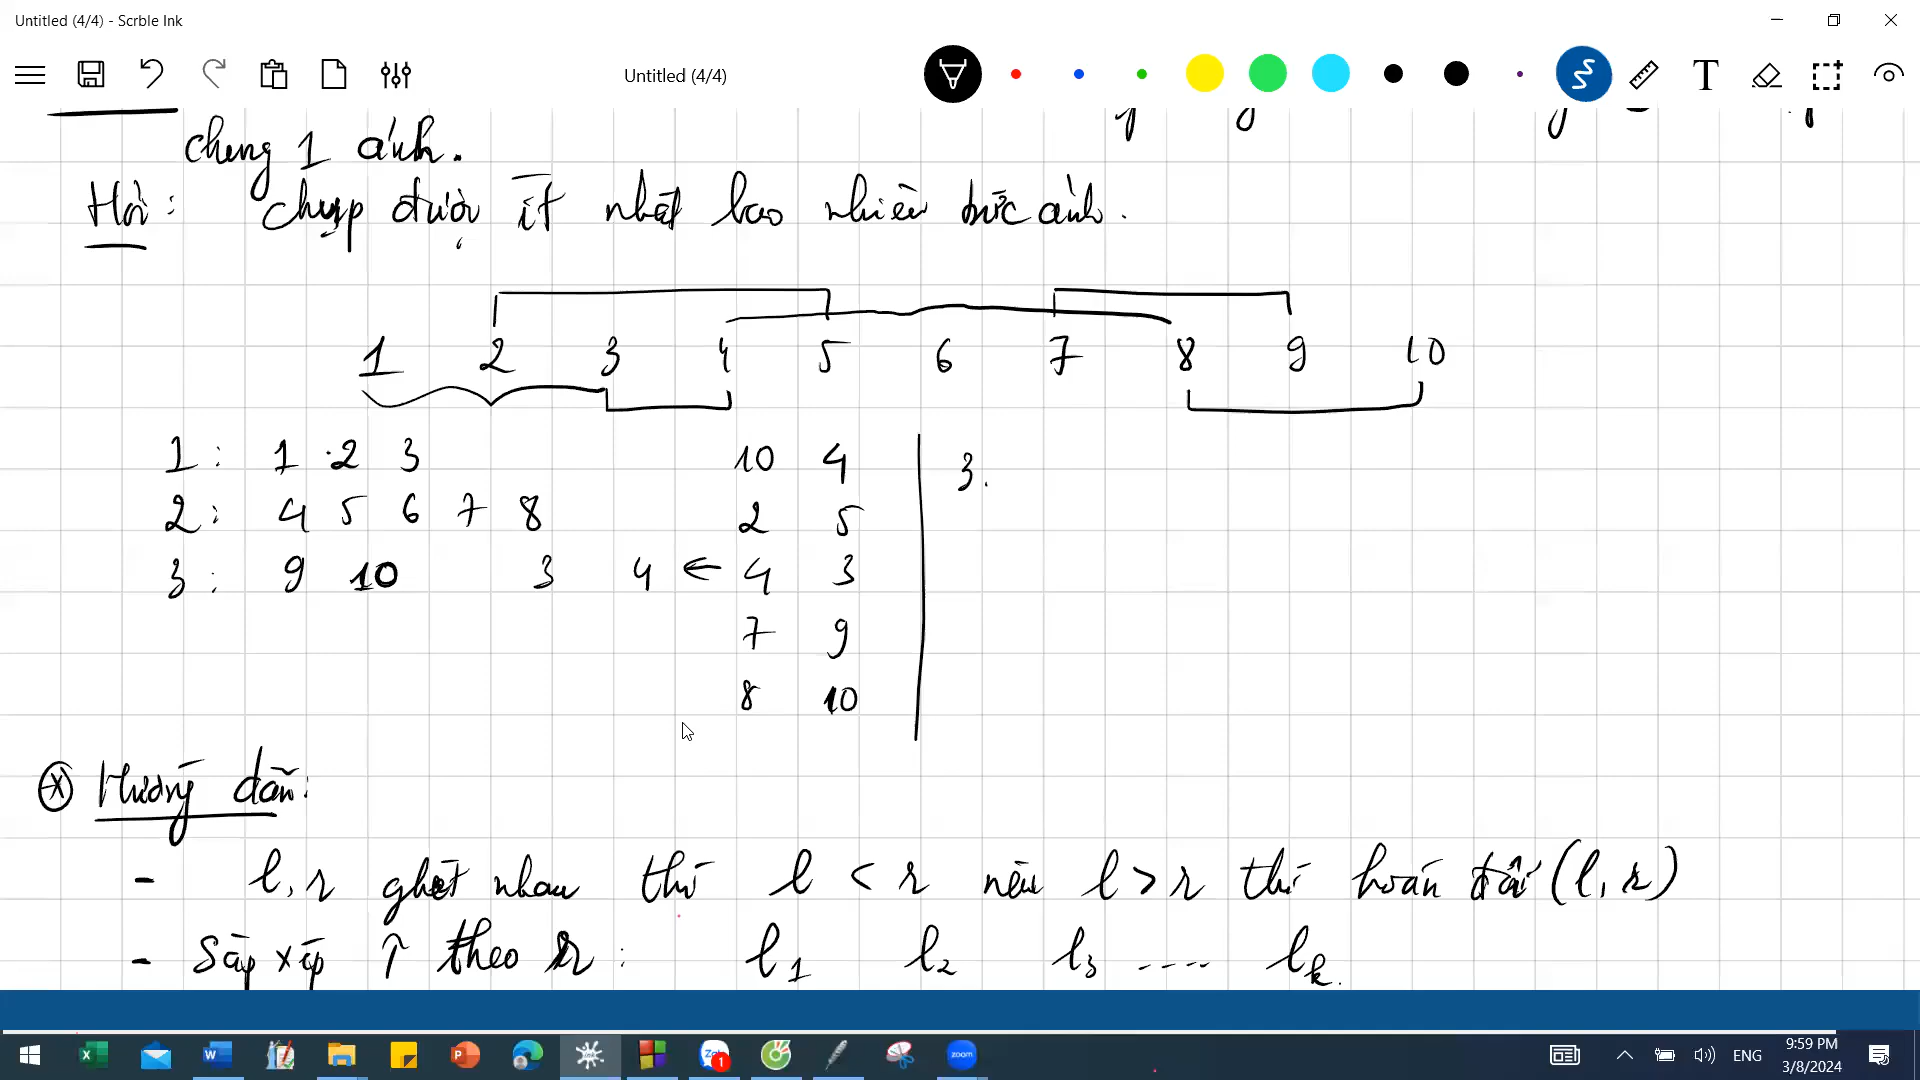 Untitled (4/4) - Scrble Ink
Untitled (4/4)
T
chung 1 ảnh.
Hỏi: chụp được ít nhất bao nhiêu bức ảnh.
1 2 3 4 5 6 7 8 9 10
1: 1 2 3
2: 4 5 6 7 8
3: 9 10
10 4
2 5
3 4 ← 4 3
7 9
8 10
3.
Hướng dẫn:
- l, r ghét nhau thì l < r nếu l > r thì hoán đổi (l, r)
- Sắp xếp ↑ theo r: l1 l2 l3 .... lk.
zoom
ENG
9:59 PM
3/8/2024